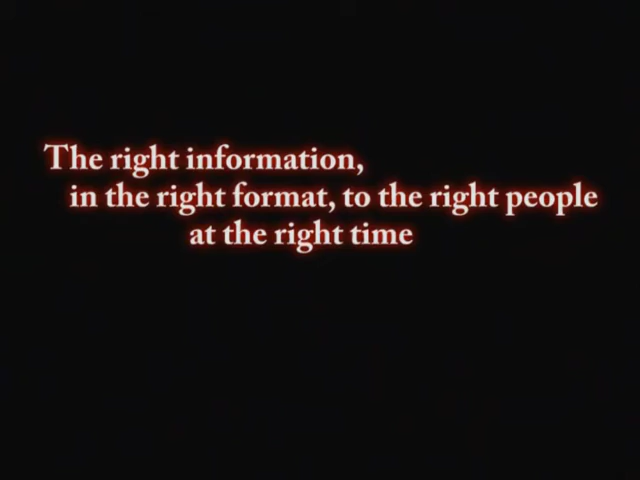 The right information,
in the right format, to the right people
at the right time